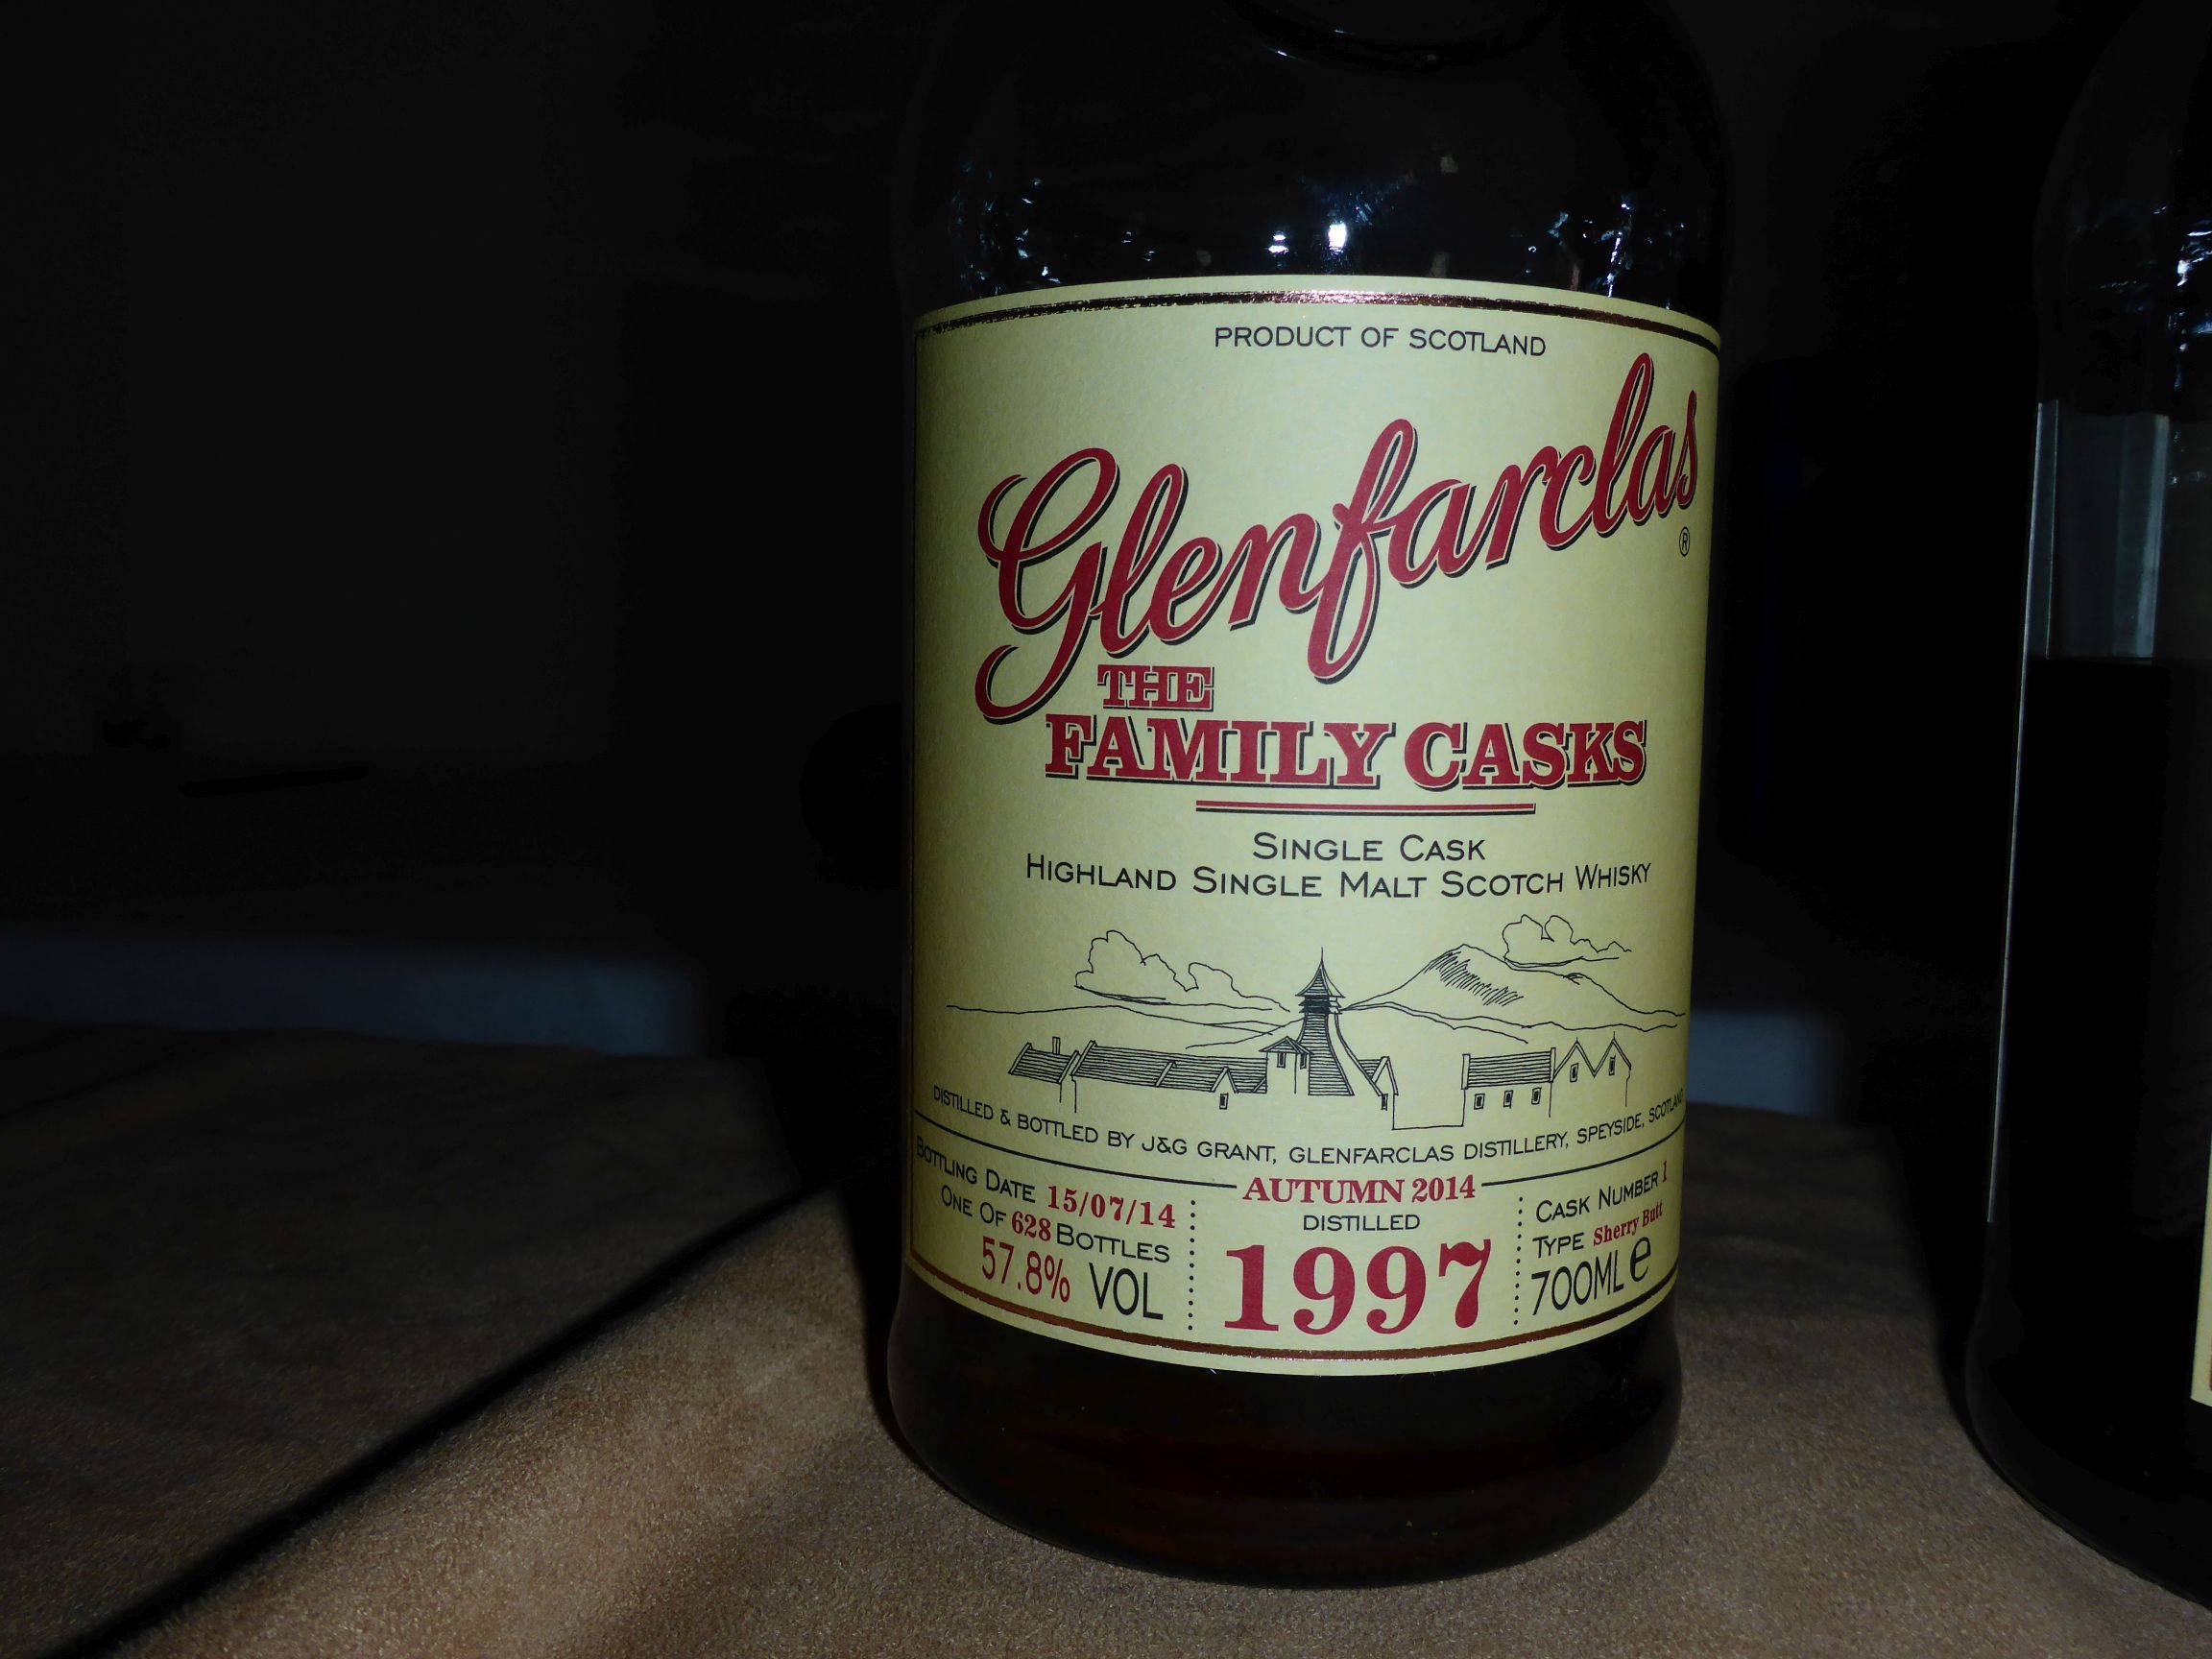 PRODUCT OF SCOTLAND
Glenfarclas®
THE
FAMILY CASKS
SINGLE CASK
HIGHLAND SINGLE MALT SCOTCH WHISKY
DISTILLED & BOTTLED BY J&G GRANT, GLENFARCLAS DISTILLERY, SPEYSIDE, SCOTLAND
BOTTLING DATE 15/07/14
ONE OF 628 BOTTLES
57.8% VOL
AUTUMN 2014
DISTILLED
1997
CASK NUMBER 1
TYPE Sherry Butt
700ML e